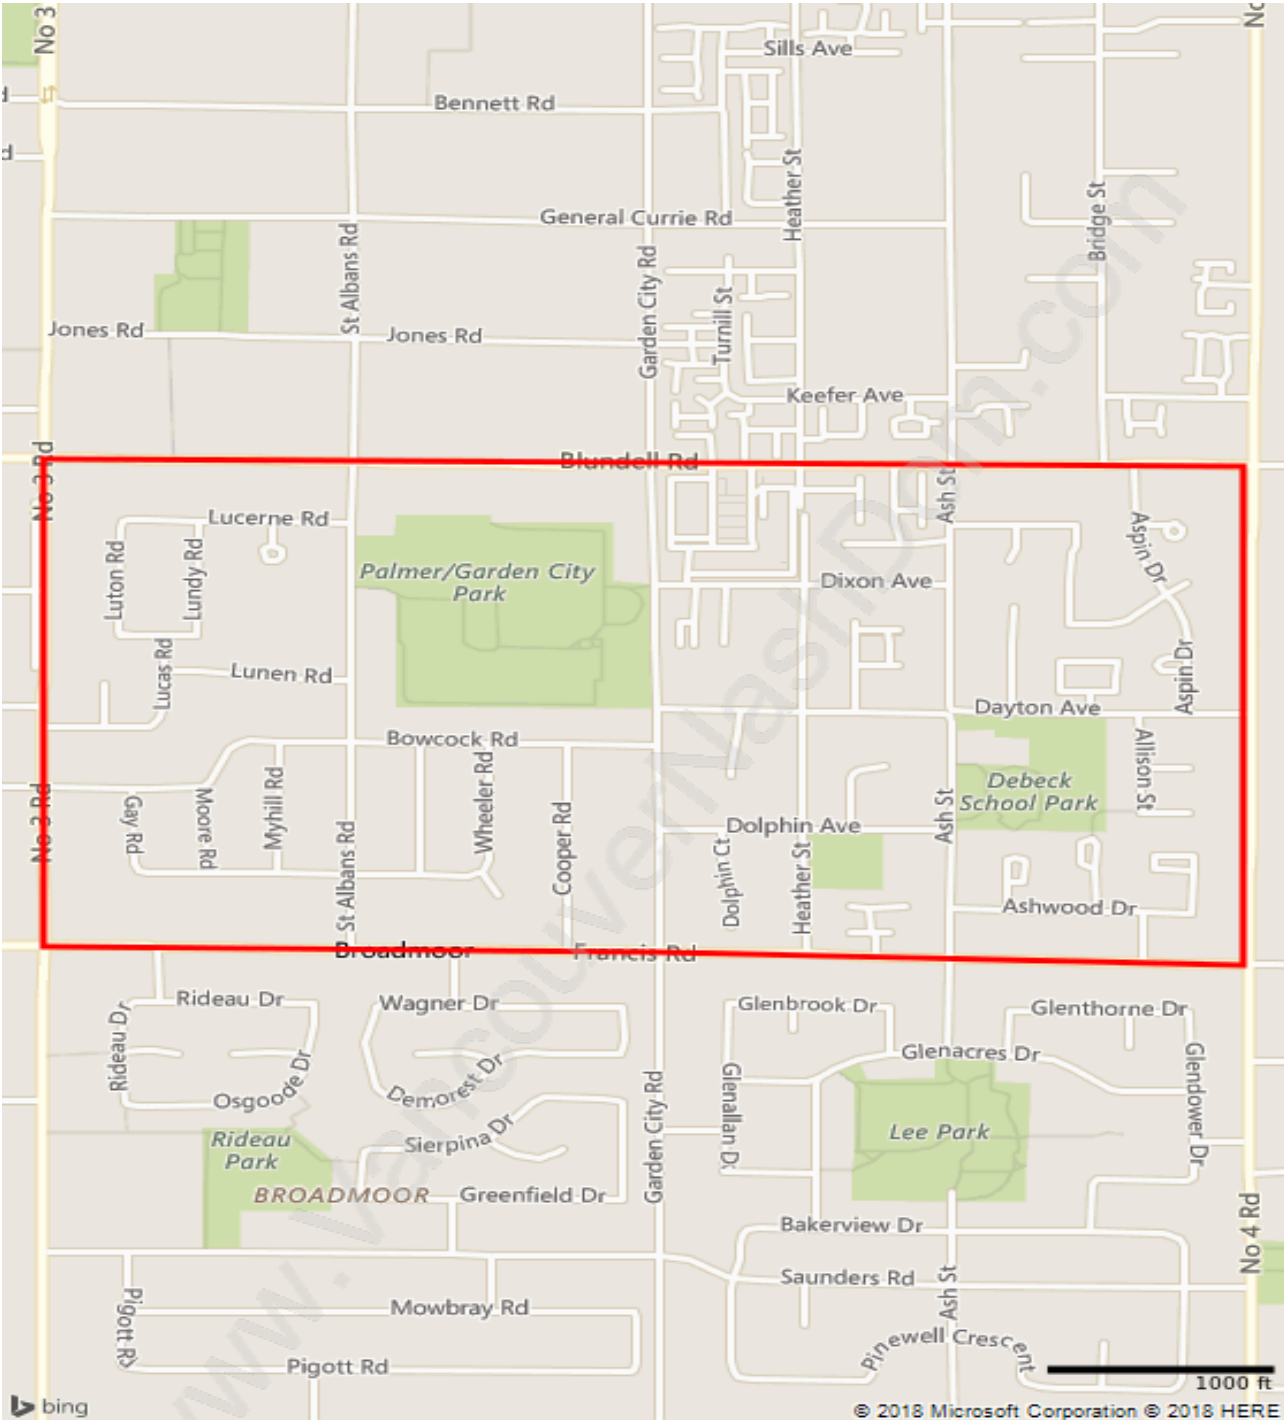 No 3
No
Sills Ave
Bennett Rd
d
d
Heather St
Bridge St
General Currie Rd
St Albans Rd
Garden City Rd
Turnill St
Jones Rd
Jones Rd
Keefer Ave
No 3 Rd
Blundell Rd
Ash St
Lucerne Rd
Aspin Dr
Luton Rd
Lundy Rd
Palmer/Garden City
Park
Dixon Ave
Lucas Rd
Lunen Rd
Aspin Dr
Dayton Ave
Bowcock Rd
Allison St
Wheeler Rd
Debeck
School Park
Myhill Rd
Moore Rd
Gay Rd
No 3 Rd
Ash St
Cooper Rd
Dolphin Ave
St Albans Rd
Dolphin Ct
Heather St
Ashwood Dr
Broadmoor
Francis Rd
Rideau Dr
Wagner Dr
Glenbrook Dr
Glenthorne Dr
Rideau Dr
Osgoode Dr
Demorest Dr
Glenacres Dr
Glenallan D
Glendower Dr
Garden City Rd
Sierpina Dr
Lee Park
Rideau
Park
BROADMOOR
Greenfield Dr
Bakerview Dr
No 4 Rd
Saunders Rd
Ash St
Mowbray Rd
Pigott Rd
Pinewell Crescent
Pigott Rd
1000 ft
bing
© 2018 Microsoft Corporation © 2018 HERE
www.VancouverNashDom.com